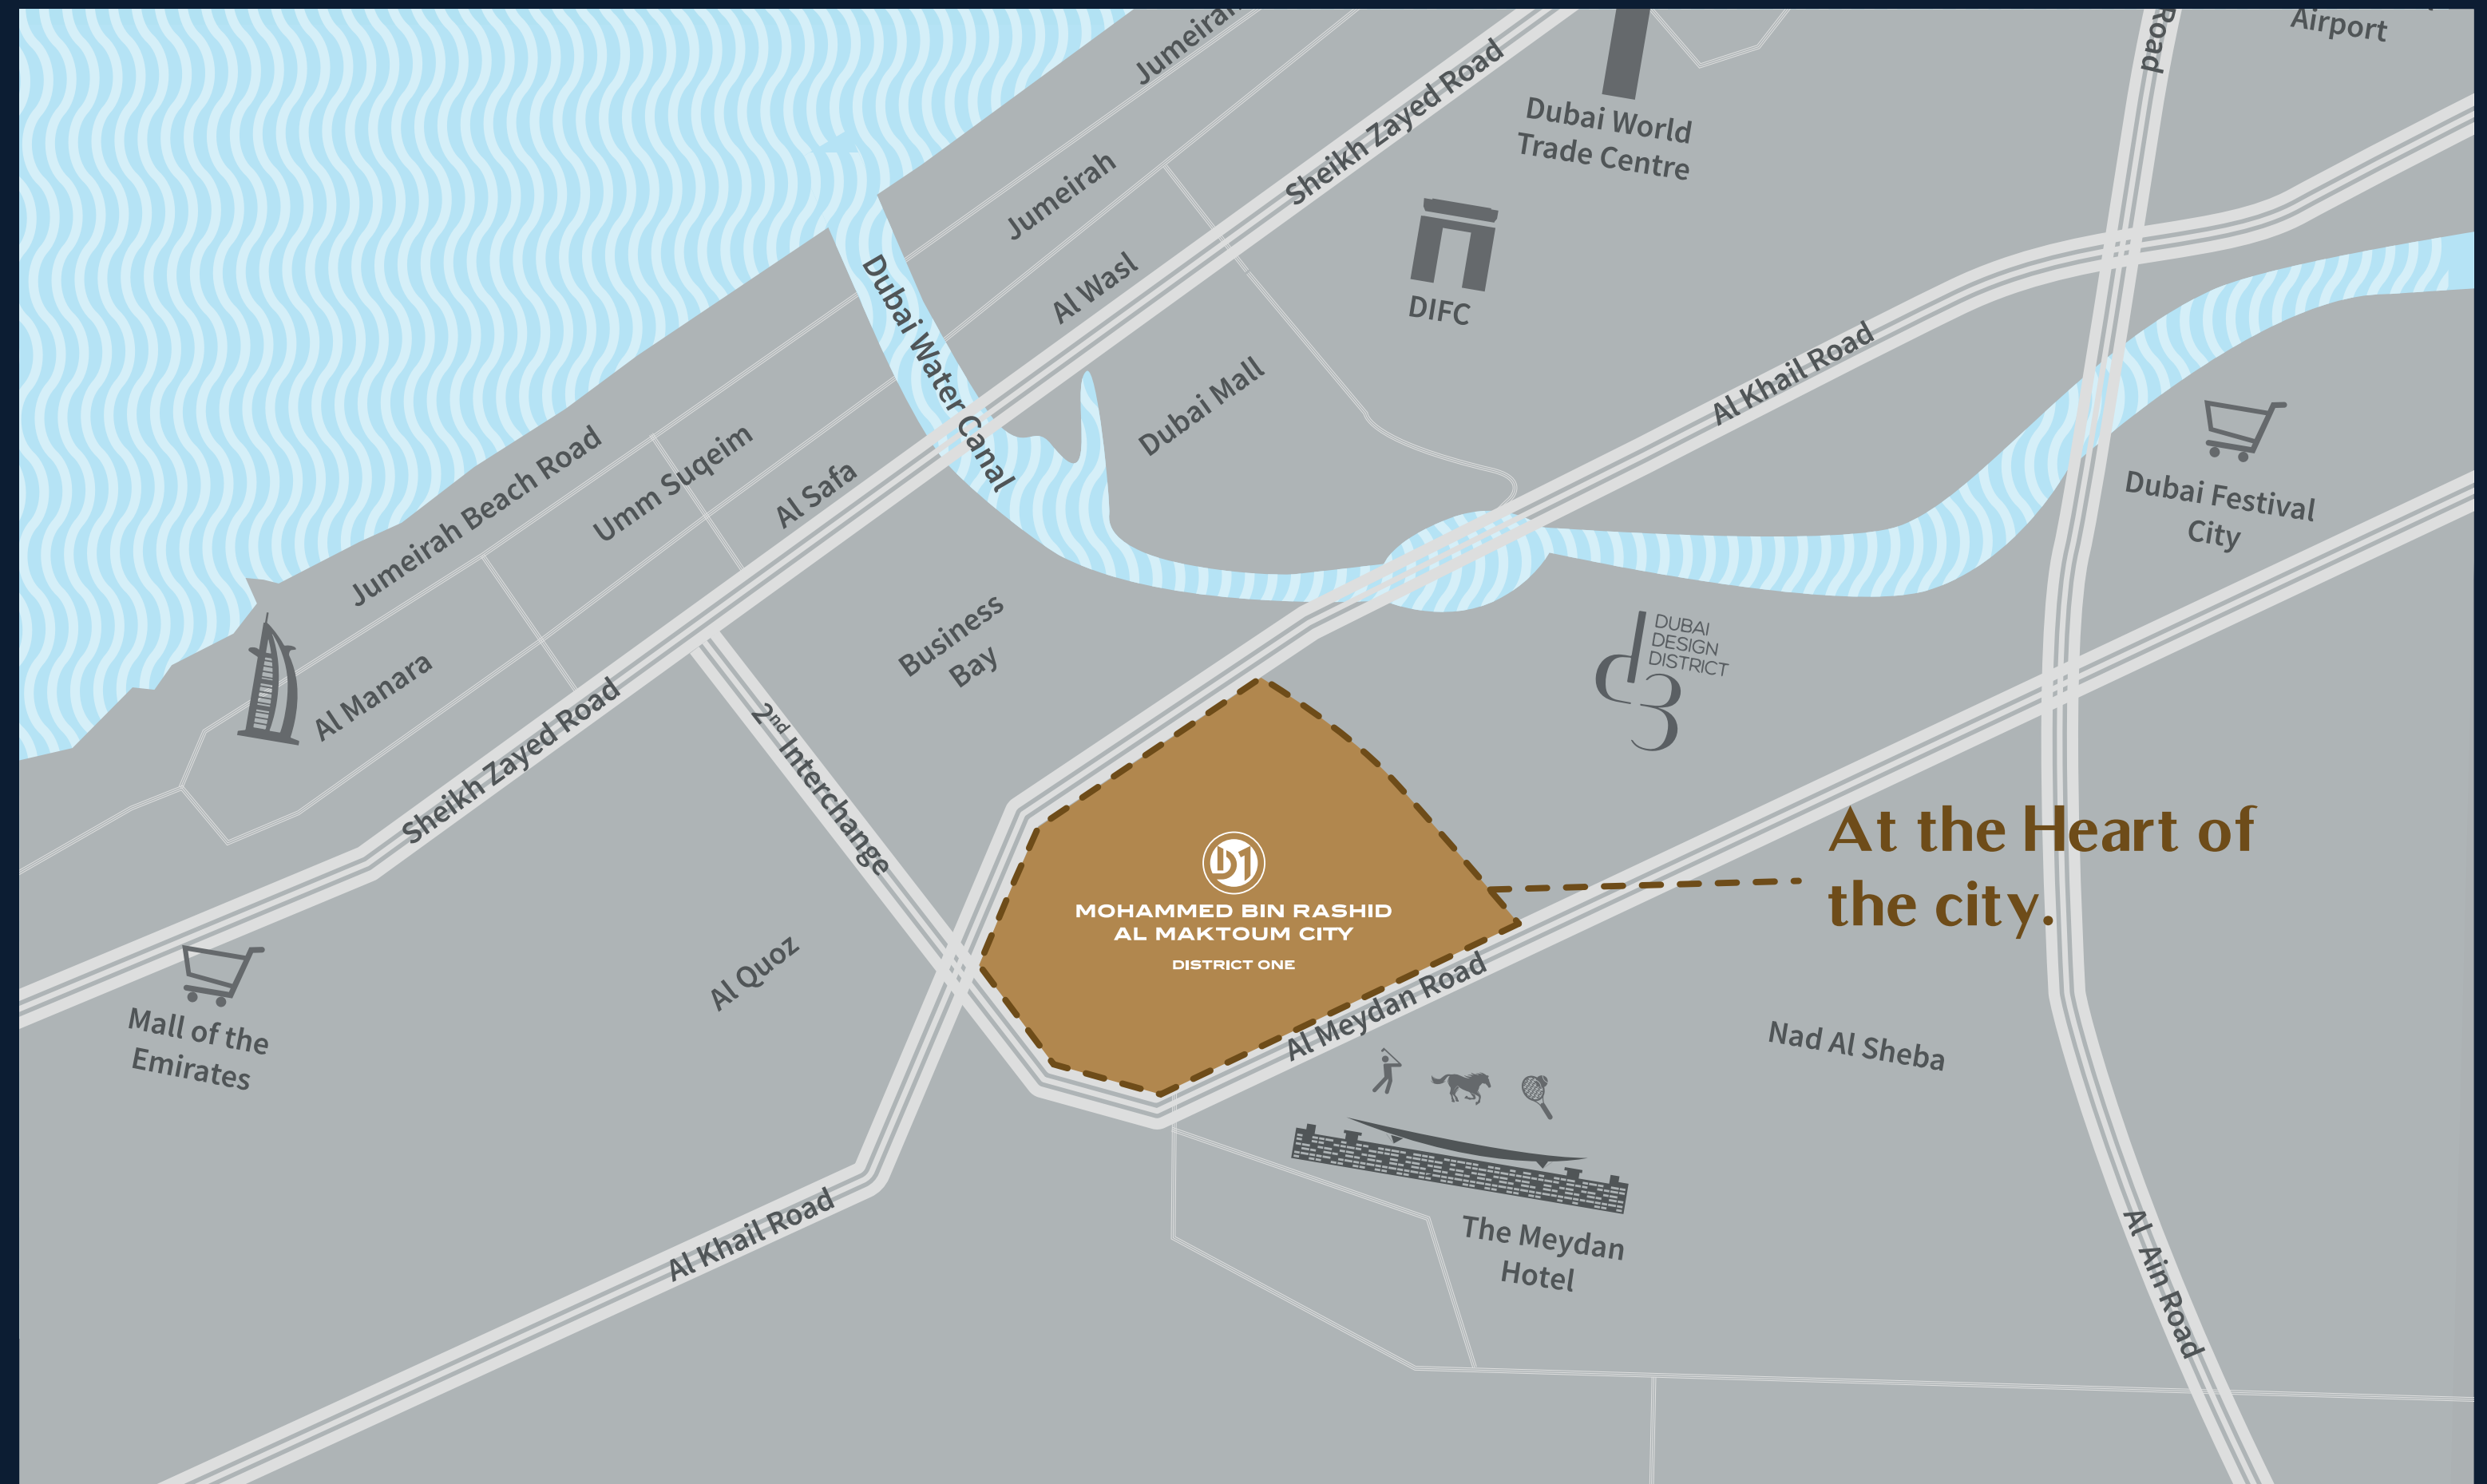 Jumeirah
Road
Airport
Sheikh Zayed Road
Dubai World
Trade Centre
Jumeirah
Al Wasl
DIFC
Dubai Water Canal
Dubai Mall
Al Khail Road
Jumeirah Beach Road
Umm Suqeim
Al Safa
Dubai Festival
City
Business
Bay
DUBAI
DESIGN
DISTRICT
d3
Al Manara
Sheikh Zayed Road
2nd Interchange
At the Heart of
the city.
D1
MOHAMMED BIN RASHID
AL MAKTOUM CITY
DISTRICT ONE
Al Quoz
Al Meydan Road
Mall of the
Emirates
Nad Al Sheba
Al Khail Road
The Meydan
Hotel
Al Ain Road